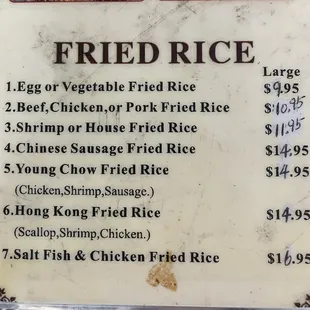 FRIED RICE
Large
1.Egg or Vegetable Fried Rice $9.95
2.Beef,Chicken,or Pork Fried Rice $10.95
3.Shrimp or House Fried Rice $11.95
4.Chinese Sausage Fried Rice $14.95
5.Young Chow Fried Rice $14.95
(Chicken,Shrimp,Sausage.)
6.Hong Kong Fried Rice $14.95
(Scallop,Shrimp,Chicken.)
7.Salt Fish & Chicken Fried Rice $16.95